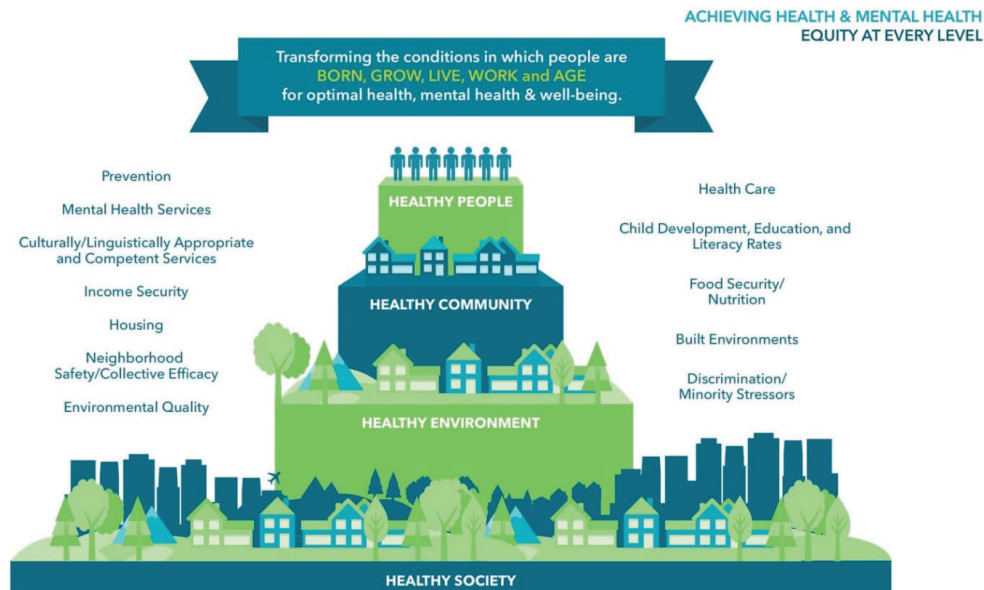 ACHIEVING HEALTH & MENTAL HEALTH
EQUITY AT EVERY LEVEL
Transforming the conditions in which people are
BORN, GROW, LIVE, WORK and AGE
for optimal health, mental health & well-being.
Prevention
Mental Health Services
Culturally/Linguistically Appropriate
and Competent Services
Income Security
Housing
Neighborhood
Safety/Collective Efficacy
Environmental Quality
HEALTHY PEOPLE
HEALTHY COMMUNITY
HEALTHY ENVIRONMENT
HEALTHY SOCIETY
Health Care
Child Development, Education, and
Literacy Rates
Food Security/
Nutrition
Built Environments
Discrimination/
Minority Stressors